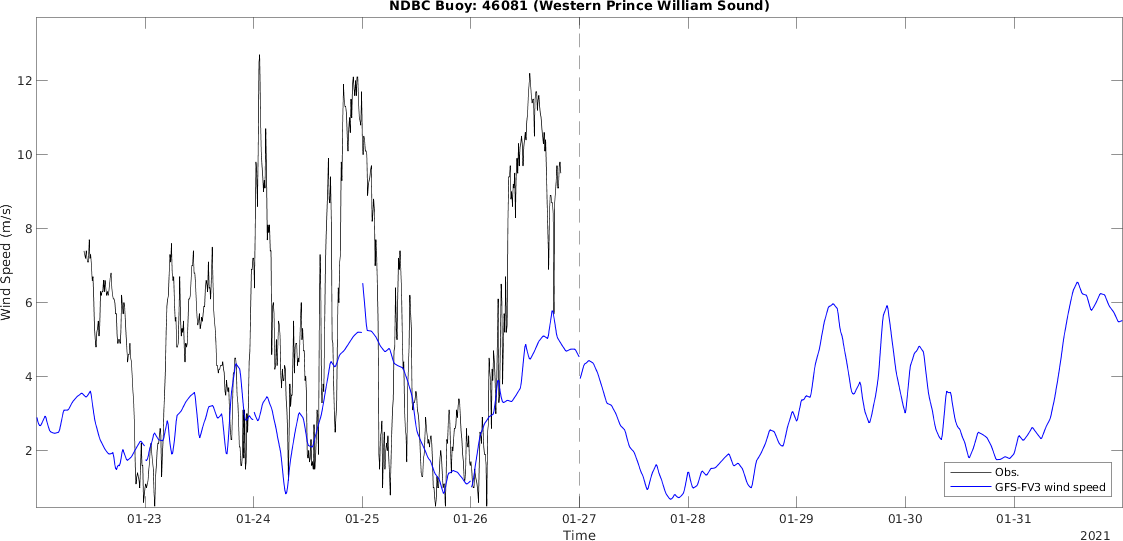 NDBC Buoy: 46081 (Western Prince William Sound)
Wind Speed (m/s)
12
10
8
6
4
2
Obs.
GFS-FV3 wind speed
01-23 01-24 01-25 01-26 01-27 01-28 01-29 01-30 01-31
Time
2021